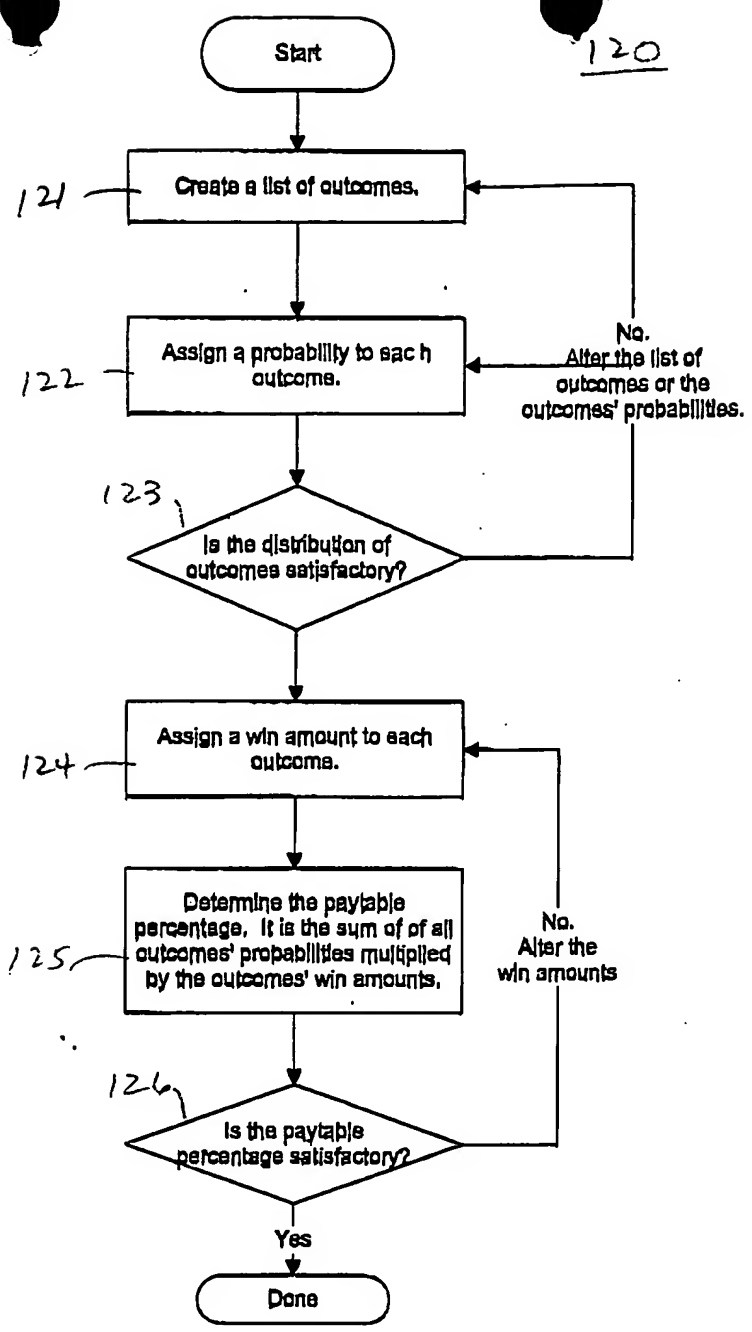 Start
120
121
Create a list of outcomes.
122
Assign a probability to each
outcome.
No.
Alter the list of
outcomes or the
outcomes' probabilities.
123
Is the distribution of
outcomes satisfactory?
124
Assign a win amount to each
outcome.
125
Determine the paytable
percentage. It is the sum of of all
outcomes' probabilities multiplied
by the outcomes' win amounts.
No.
Alter the
win amounts
126
Is the paytable
percentage satisfactory?
Yes
Done